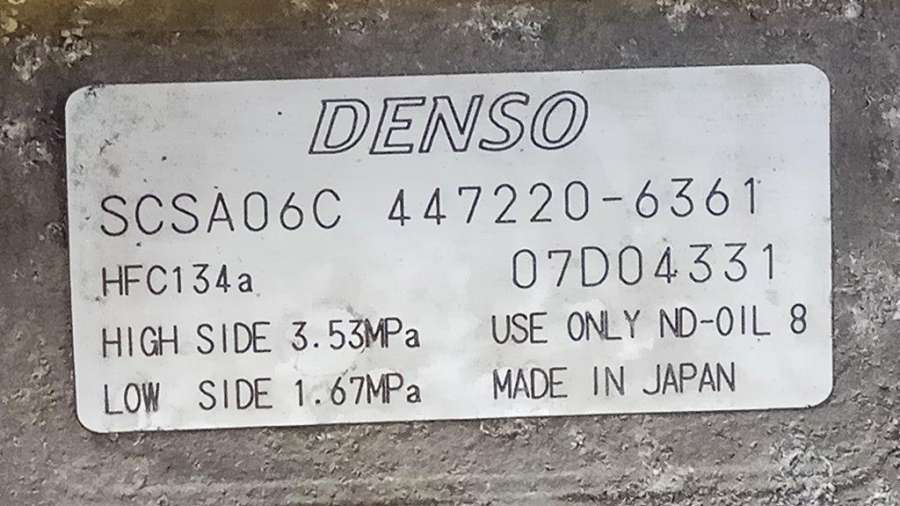 DENSO
SCSA06C 447220-6361
HFC134a 07D04331
HIGH SIDE 3.53MPa USE ONLY ND-OIL 8
LOW SIDE 1.67MPa MADE IN JAPAN